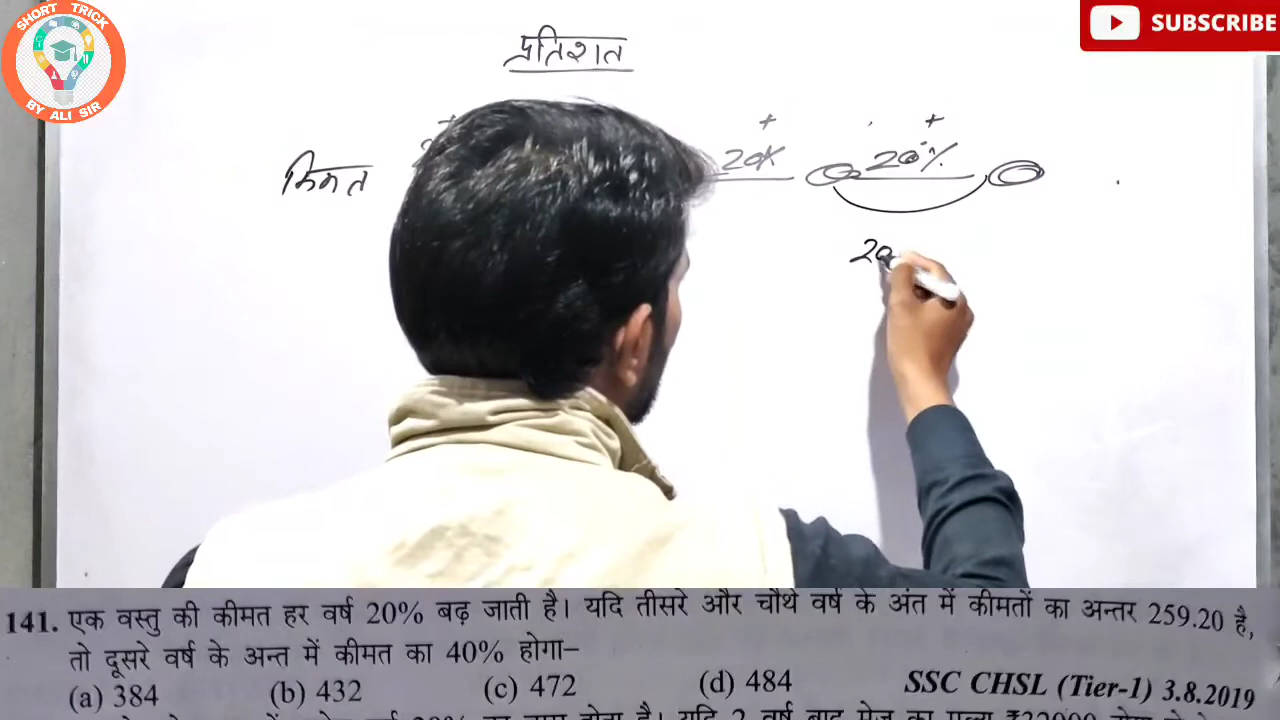 SHORT TRICK
BY ALI SIR
SUBSCRIBE
प्रतिशत
+ +
किमत 20% 20%
20
141. एक वस्तु की कीमत हर वर्ष 20% बढ़ जाती है। यदि तीसरे और चौथे वर्ष के अंत में कीमतों का अन्तर 259.20 है,
तो दूसरे वर्ष के अन्त में कीमत का 40% होगा–
(a) 384 (b) 432 (c) 472 (d) 484 SSC CHSL (Tier-1) 3.8.2019